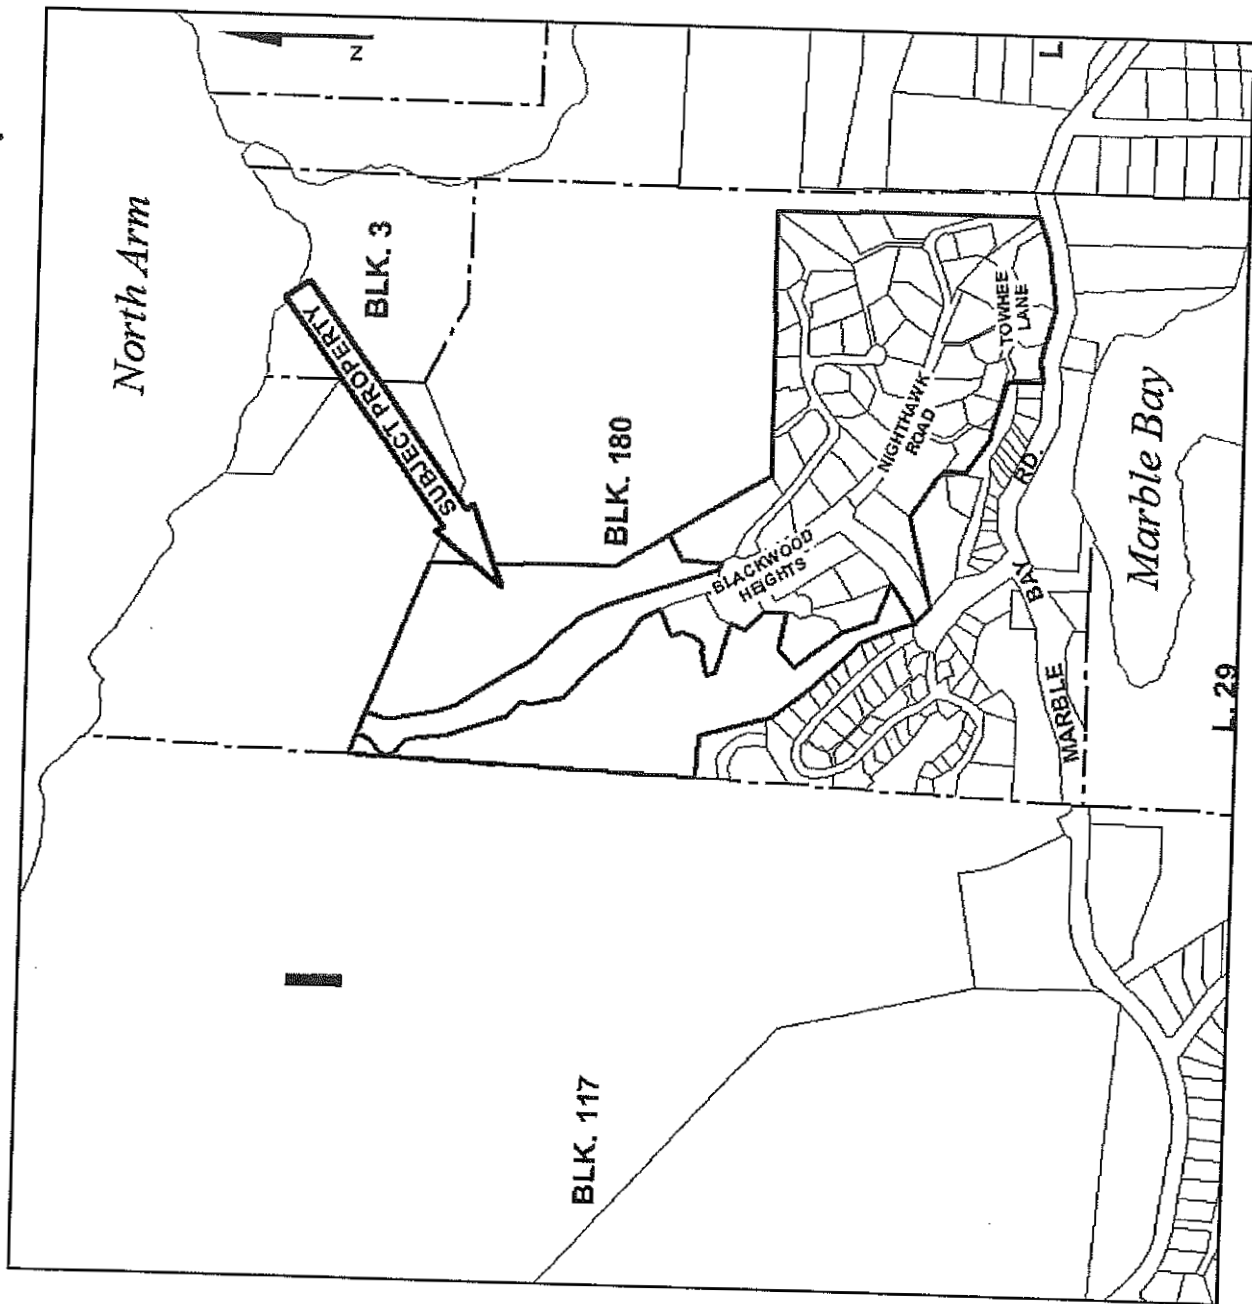 North Arm
N
BLK. 3
SUBJECT PROPERTY
L
BLK. 180
BLACKWOOD
HEIGHTS
NIGHTHAWK
ROAD
TOWHEE
LANE
MARBLE
BAY
RD.
Marble Bay
BLK. 117
L.29